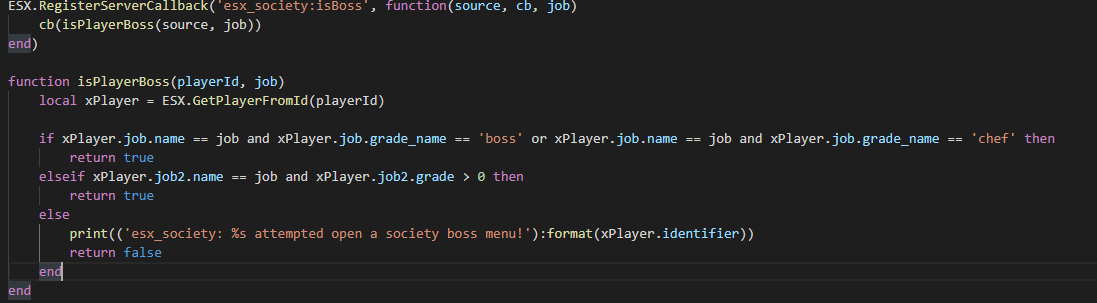 ESX.RegisterServerCallback('esx_society:isBoss', function(source, cb, job)
    cb(isPlayerBoss(source, job))
end)

function isPlayerBoss(playerId, job)
    local xPlayer = ESX.GetPlayerFromId(playerId)

    if xPlayer.job.name == job and xPlayer.job.grade_name == 'boss' or xPlayer.job.name == job and xPlayer.job.grade_name == 'chef' then
        return true
    elseif xPlayer.job2.name == job and xPlayer.job2.grade > 0 then
        return true
    else
        print(('esx_society: %s attempted open a society boss menu!'):format(xPlayer.identifier))
        return false
    end
end